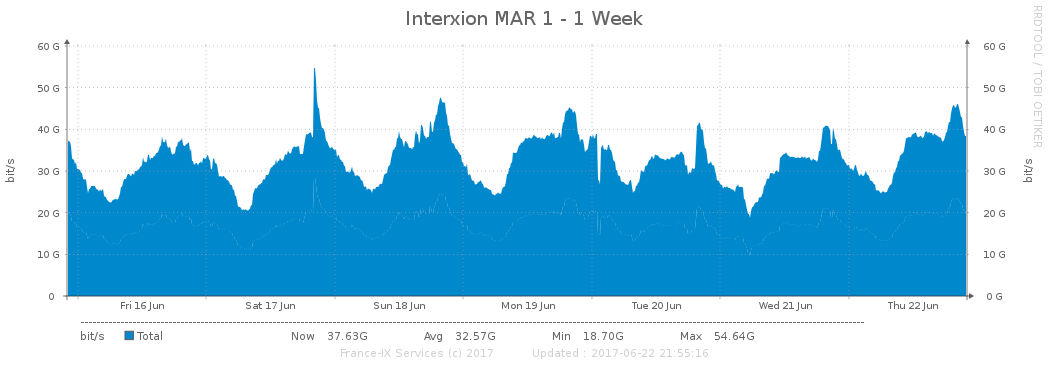 Interxion MAR 1 - 1 Week
RRDTOOL / TOBI OETIKER
60 G 60 G
50 G 50 G
40 G 40 G
30 G 30 G
20 G 20 G
10 G 10 G
0 0 G
bit/s bit/s
Fri 16 Jun Sat 17 Jun Sun 18 Jun Mon 19 Jun Tue 20 Jun Wed 21 Jun Thu 22 Jun
bit/s Total Now 37.63G Avg 32.57G Min 18.70G Max 54.64G
France-IX Services (c) 2017 Updated : 2017-06-22 21:55:16